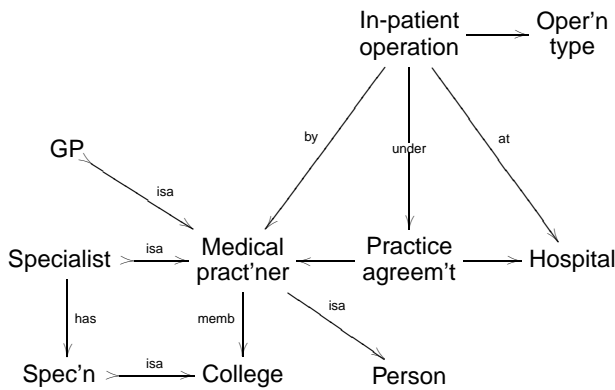 In-patient
operation
Oper'n
type
by
under
at
GP
isa
Specialist
isa
Medical
pract'ner
Practice
agreem't
Hospital
has
memb
isa
Spec'n
isa
College
Person